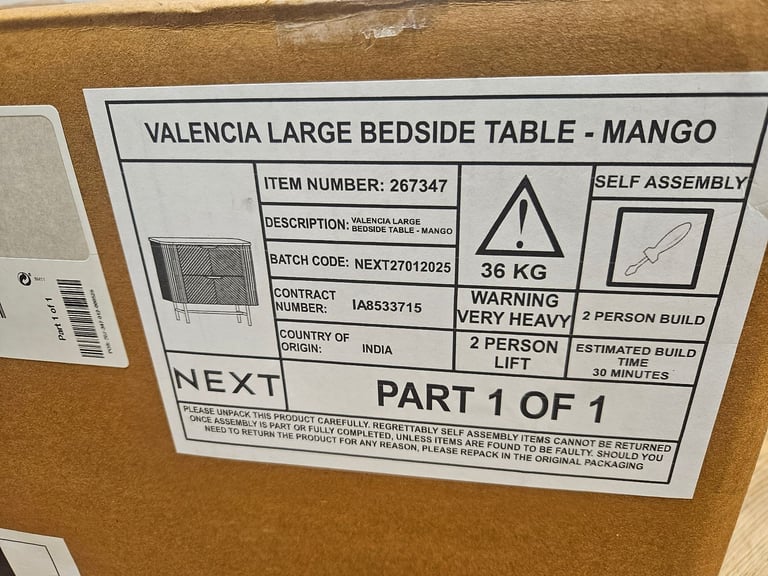 VALENCIA LARGE BEDSIDE TABLE - MANGO
ITEM NUMBER: 267347
DESCRIPTION: VALENCIA LARGE
BEDSIDE TABLE - MANGO
BATCH CODE: NEXT27012025
CONTRACT
NUMBER: IA8533715
COUNTRY OF
ORIGIN: INDIA
36 KG
WARNING
VERY HEAVY
2 PERSON
LIFT
SELF ASSEMBLY
2 PERSON BUILD
ESTIMATED BUILD
TIME
30 MINUTES
NEXT
PART 1 OF 1
PLEASE UNPACK THIS PRODUCT CAREFULLY. REGRETTABLY SELF ASSEMBLY ITEMS CANNOT BE RETURNED
ONCE ASSEMBLY IS PART OR FULLY COMPLETED, UNLESS ITEMS ARE FOUND TO BE FAULTY. SHOULD YOU
NEED TO RETURN THE PRODUCT FOR ANY REASON, PLEASE REPACK IN THE ORIGINAL PACKAGING
Part 1 of 1